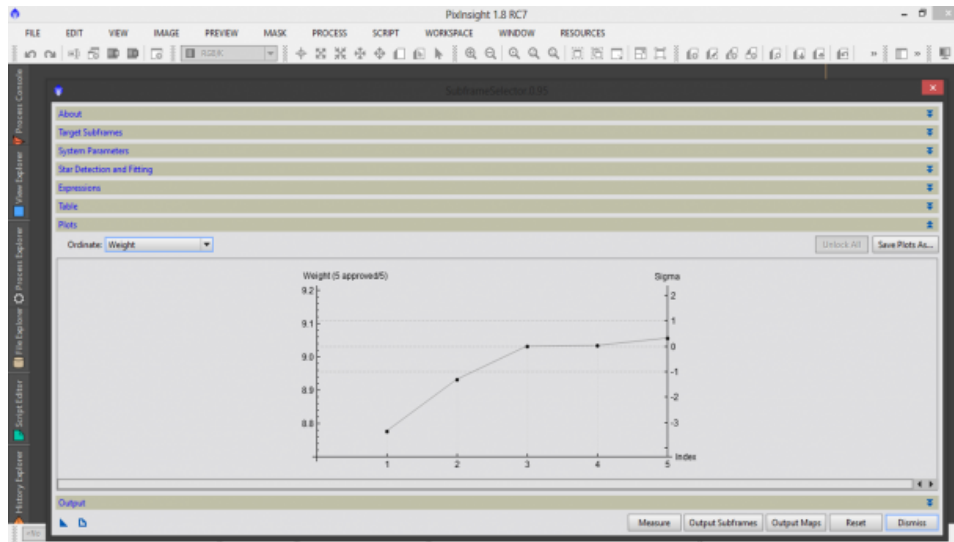 PixInsight 1.8 RC7
FILE EDIT VIEW IMAGE PREVIEW MASK PROCESS SCRIPT WORKSPACE WINDOW RESOURCES
RGB/K
SubframeSelector 0.95
About
Target Subframes
System Parameters
Star Detection and Fitting
Expressions
Table
Plots
Ordinate: Weight
Unlock All Save Plots As...
Weight (5 approved/5) Sigma
9.2
9.1
9.0
8.9
8.8
2
1
0
-1
-2
-3
1 2 3 4 5
Index
Output
Measure Output Subframes Output Maps Reset Dismiss
Process Console
View Explorer
Process Explorer
File Explorer
Script Editor
History Explorer